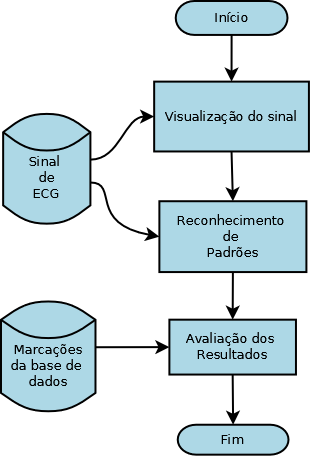 Início
Visualização do sinal
Sinal
de
ECG
Reconhecimento
de
Padrões
Avaliação dos
Resultados
Marcações
da base de
dados
Fim